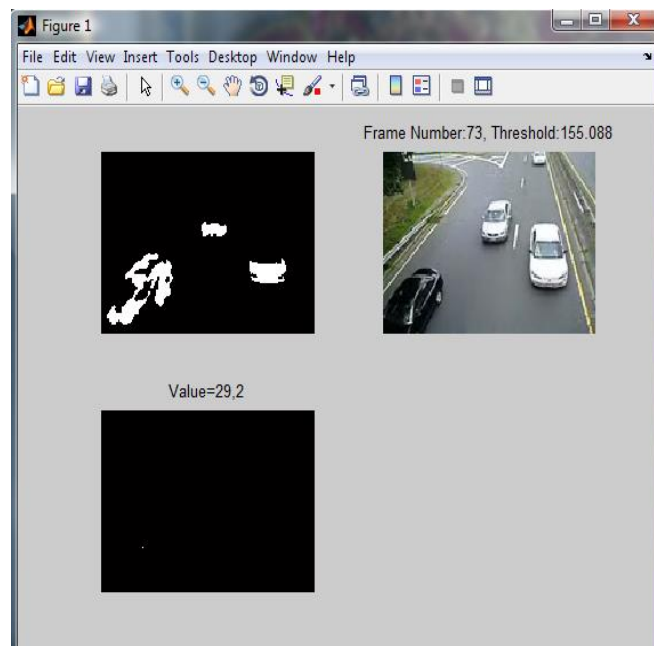 Figure 1
File Edit View Insert Tools Desktop Window Help
Frame Number:73, Threshold:155.088
Value=29,2